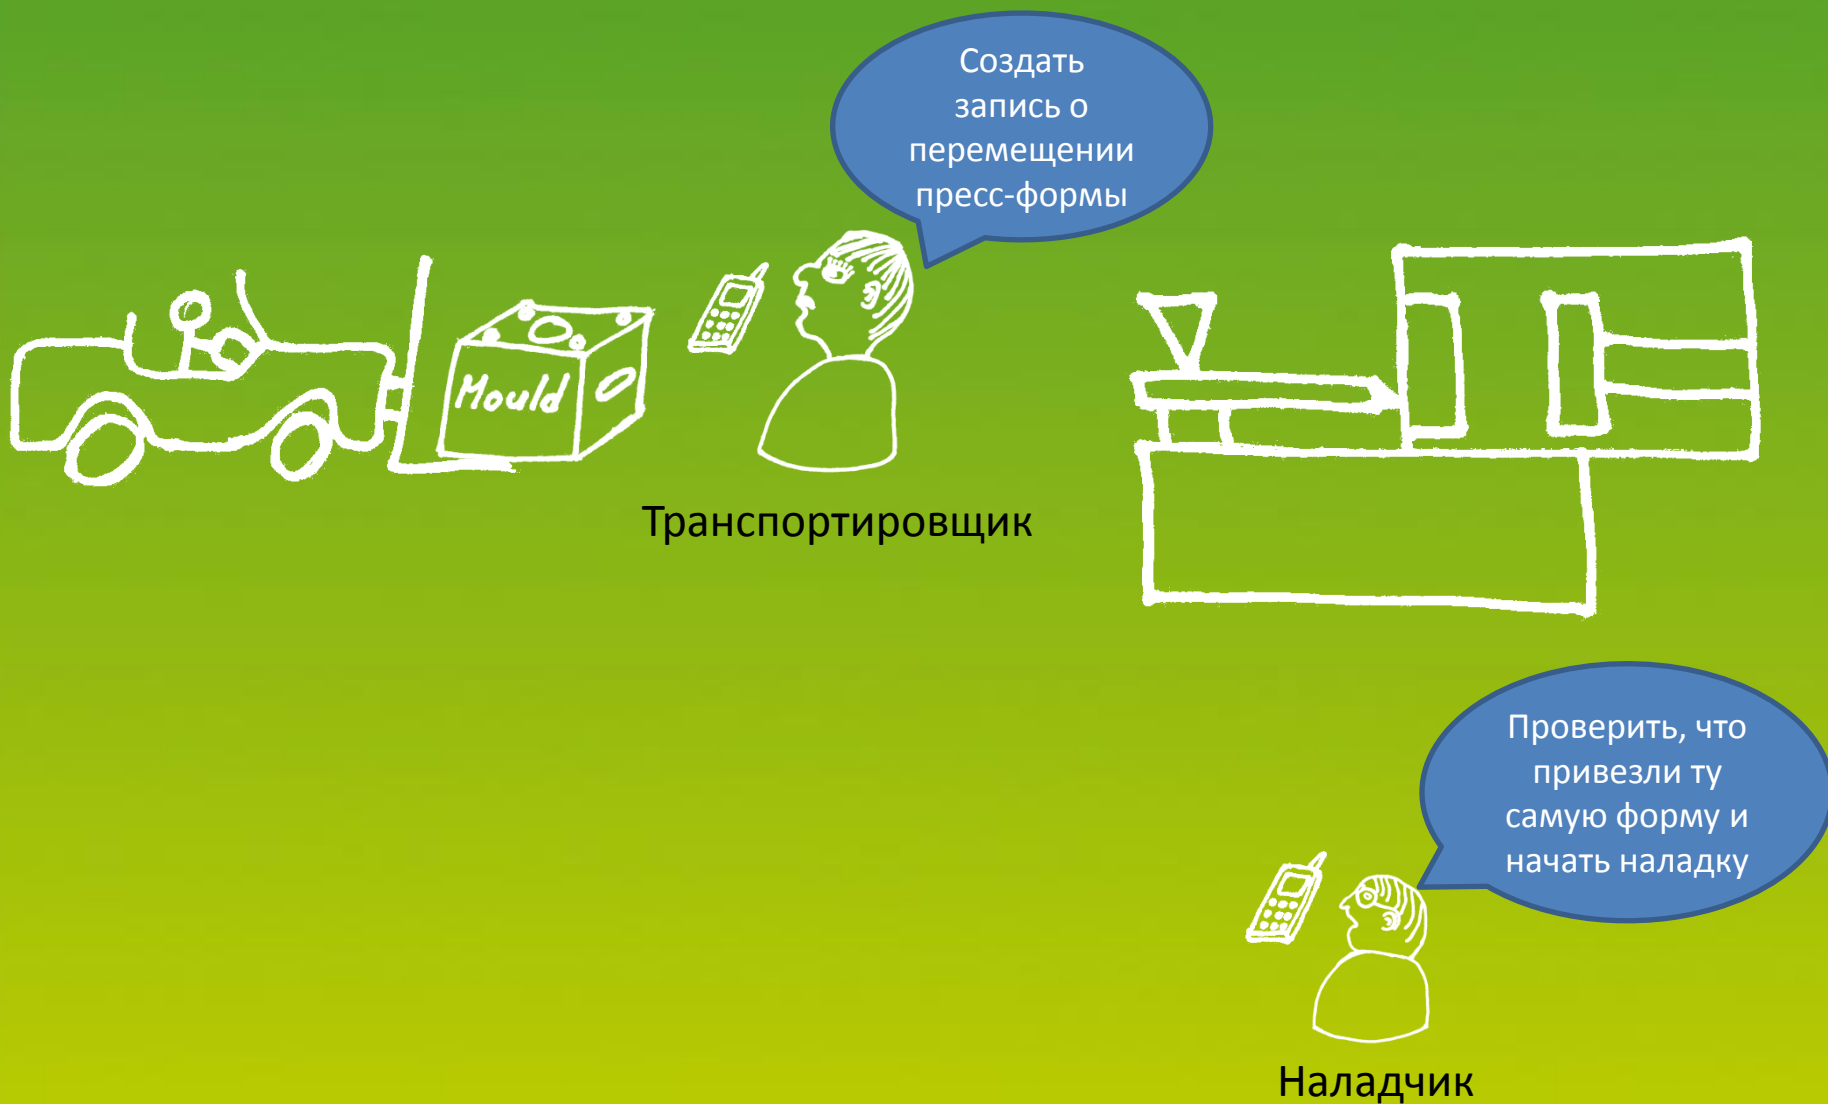 Создать
запись о
перемещении
пресс-формы
Mould
Транспортировщик
Проверить, что
привезли ту
самую форму и
начать наладку
Наладчик